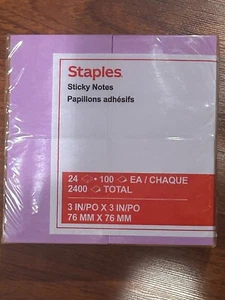 Staples.
Sticky Notes
Papillons adhésifs
24 • 100 EA / CHAQUE
2400 TOTAL
3 IN/PO X 3 IN/PO
76 MM X 76 MM